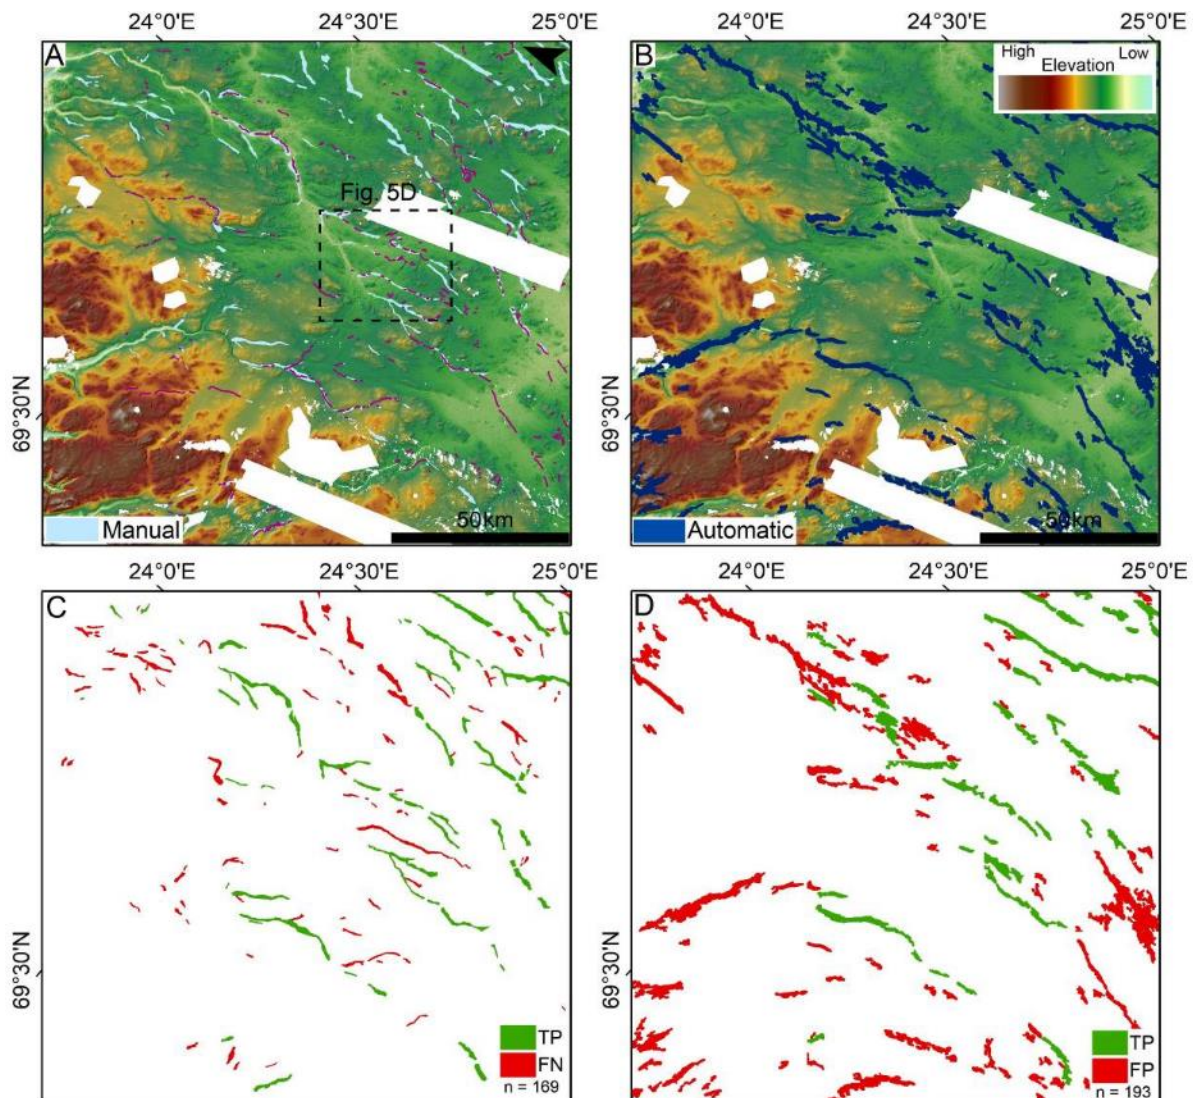 24°0'E 24°30'E 25°0'E 24°0'E 24°30'E 25°0'E
A B High Low
Elevation
Fig. 5D
69°30'N 69°30'N
Manual 50km Automatic 50km
24°0'E 24°30'E 25°0'E 24°0'E 24°30'E 25°0'E
C D
69°30'N 69°30'N
TP TP
FN FP
n = 169 n = 193